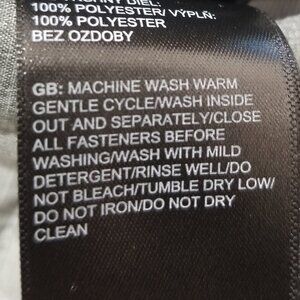 100% POLYESTER/ VÝPLŇ:
100% POLYESTER
BEZ OZDOBY
GB: MACHINE WASH WARM
GENTLE CYCLE/WASH INSIDE
OUT AND SEPARATELY/CLOSE
ALL FASTENERS BEFORE
WASHING/WASH WITH MILD
DETERGENT/RINSE WELL/DO
NOT BLEACH/TUMBLE DRY LOW/
DO NOT IRON/DO NOT DRY
CLEAN